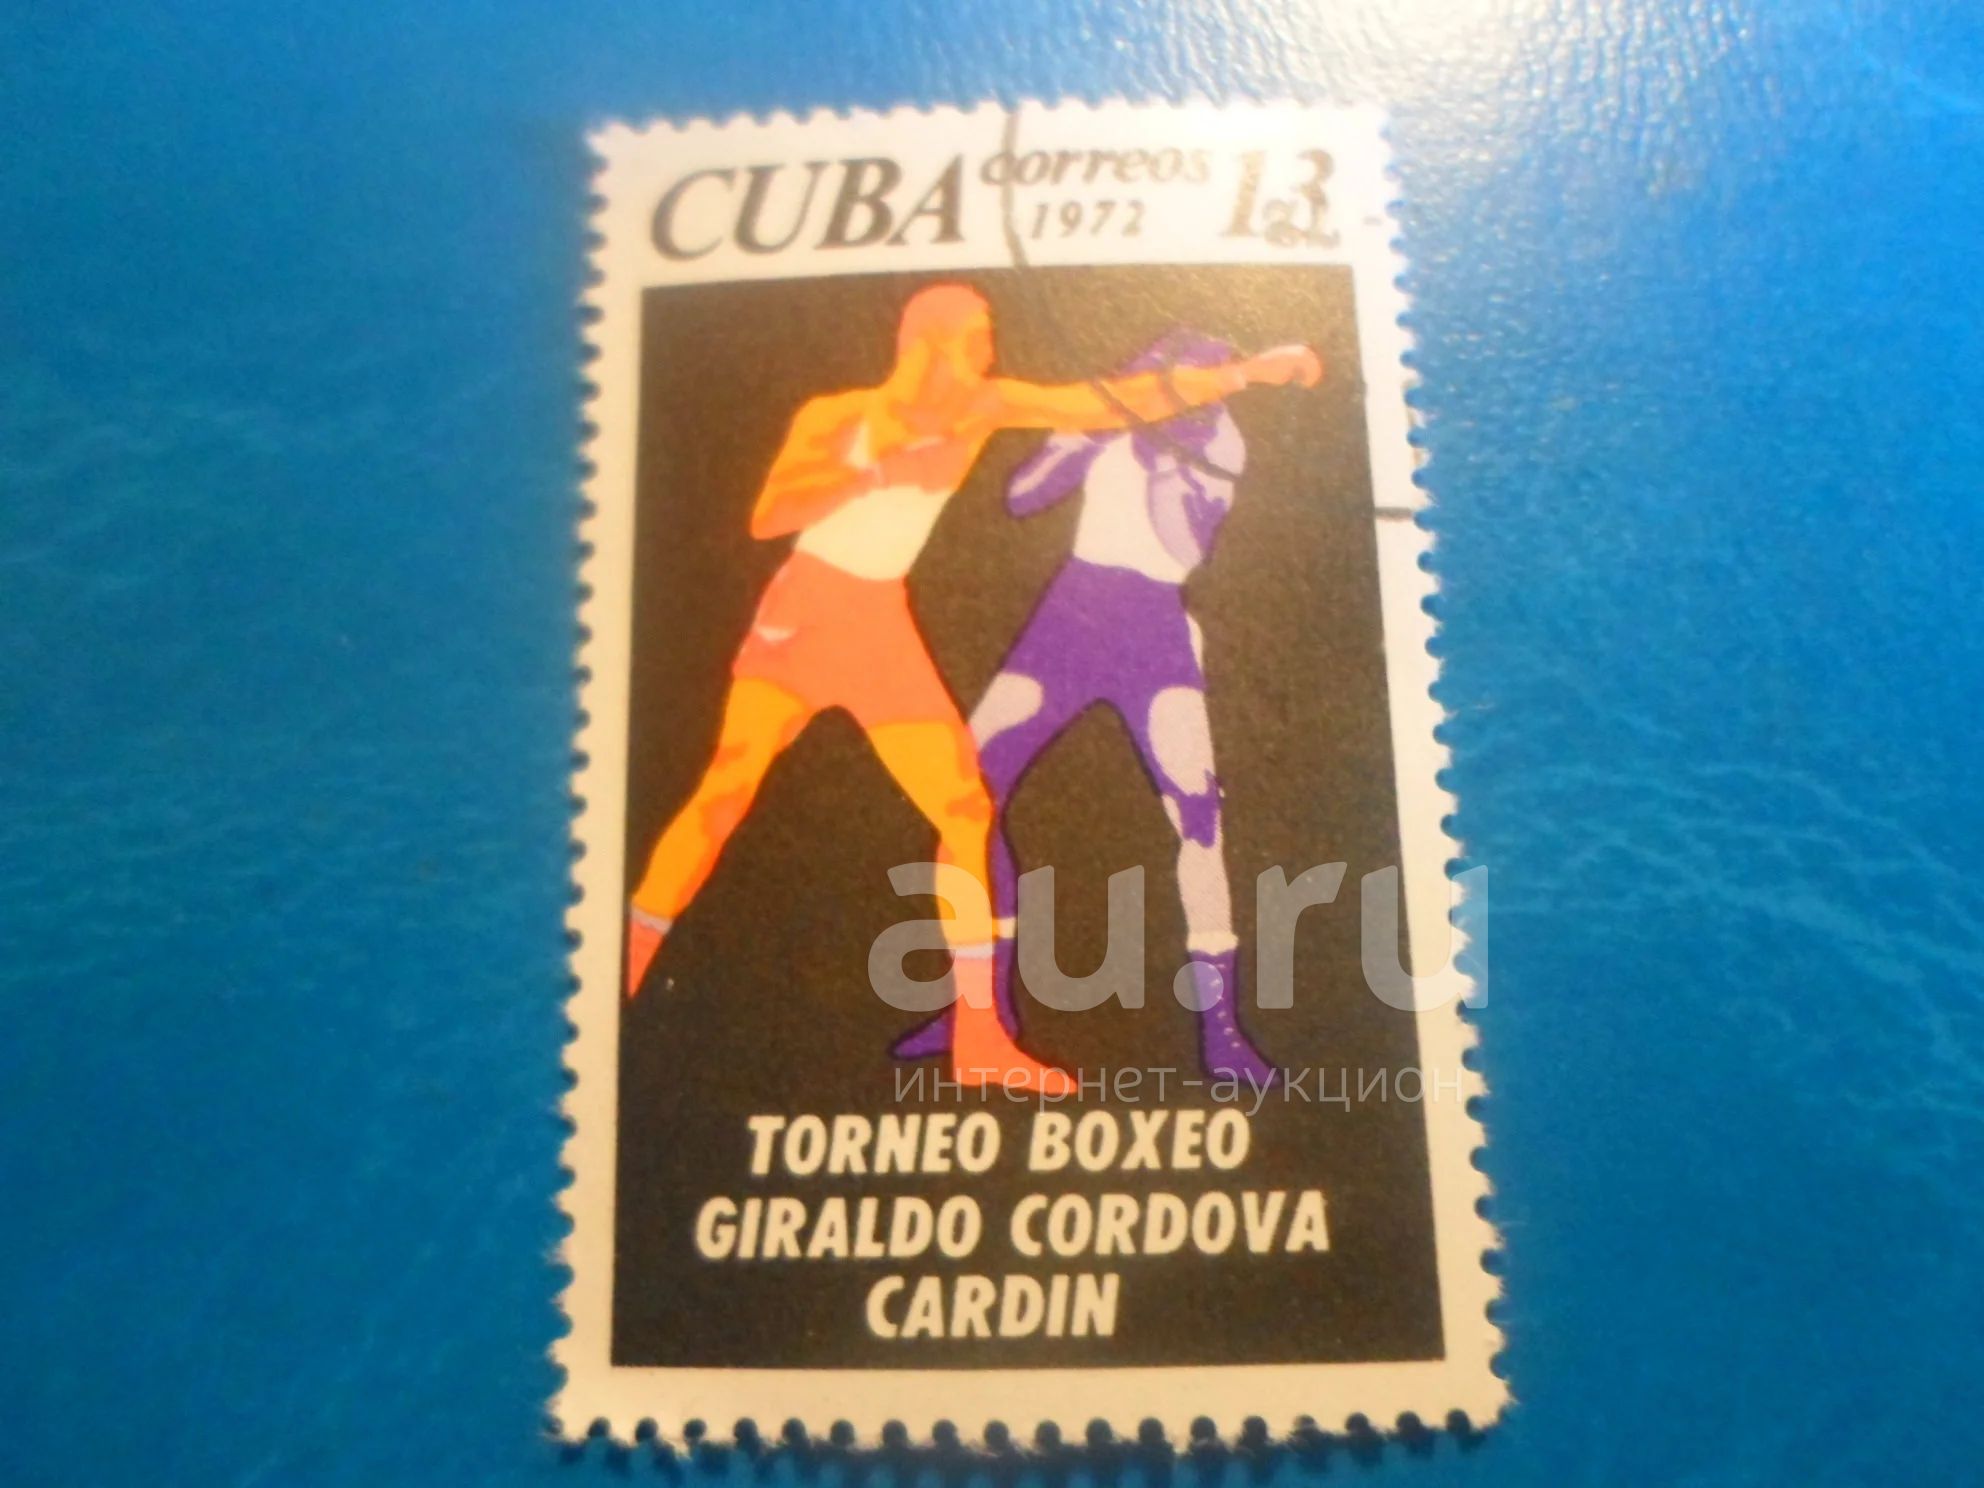 CUBA correos 13
1972
TORNEO BOXEO
GIRALDO CORDOVA
CARDIN
au.ru
интернет-аукцион